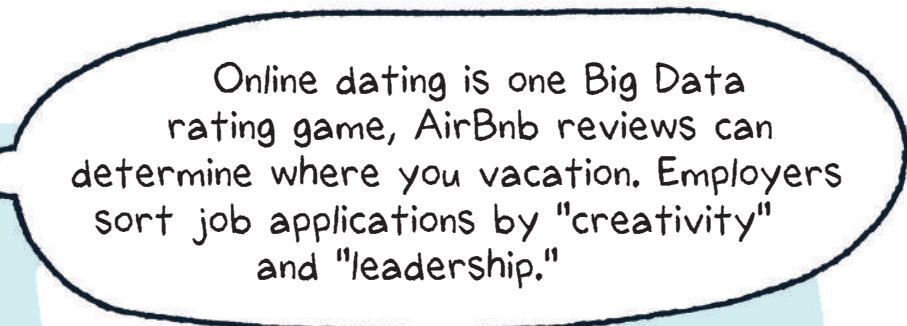 Online dating is one Big Data
rating game, AirBnb reviews can
determine where you vacation. Employers
sort job applications by "creativity"
and "leadership."